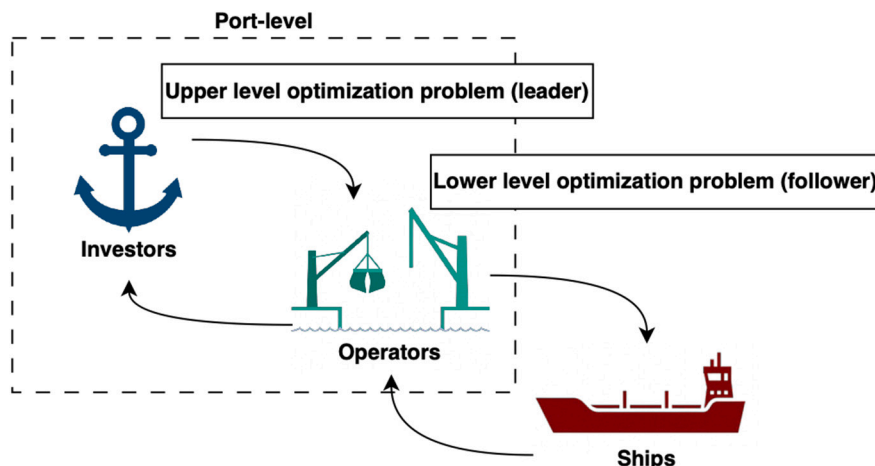 Port-level
Upper level optimization problem (leader)
Lower level optimization problem (follower)
Investors
Operators
Ships